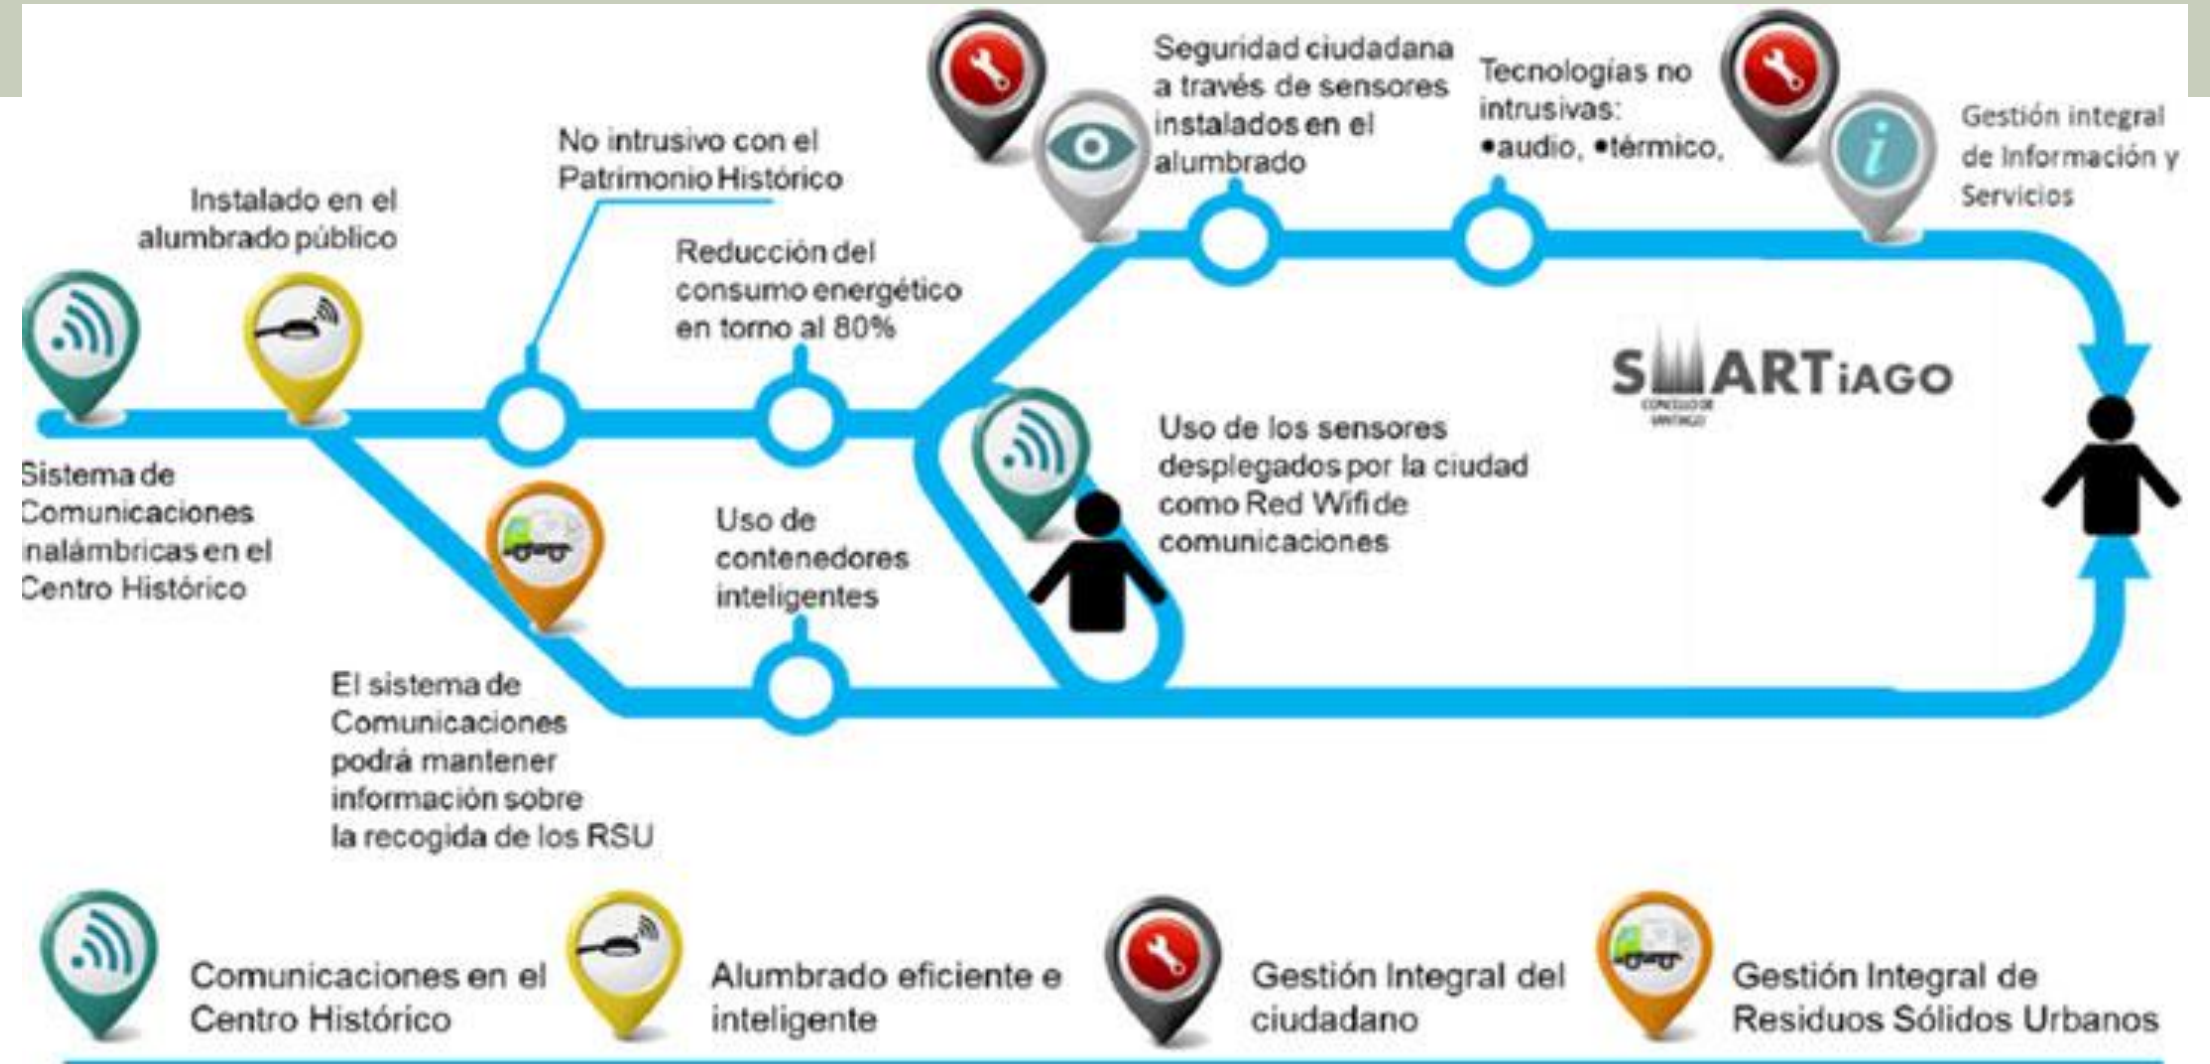 Seguridad ciudadana
a través de sensores
instalados en el
alumbrado
Tecnologías no
intrusivas:
•audio, •térmico,
Gestión integral
de Información y
Servicios
No intrusivo con el
Patrimonio Histórico
Instalado en el
alumbrado público
Reducción del
consumo energético
en torno al 80%
SMARTiAGO
CONCELLO DE
SANTIAGO
Sistema de
Comunicaciones
inalámbricas en el
Centro Histórico
Uso de
contenedores
inteligentes
Uso de los sensores
desplegados por la ciudad
como Red Wifi de
comunicaciones
El sistema de
Comunicaciones
podrá mantener
información sobre
la recogida de los RSU
Comunicaciones en el
Centro Histórico
Alumbrado eficiente e
inteligente
Gestión Integral del
ciudadano
Gestión Integral de
Residuos Sólidos Urbanos